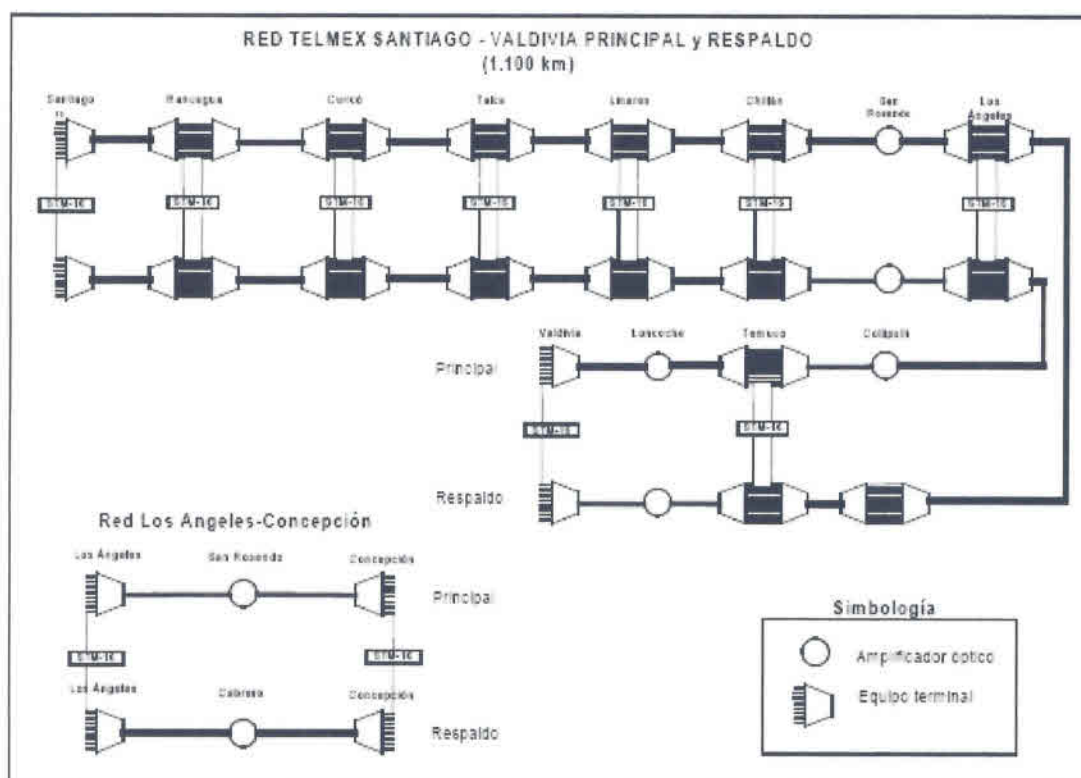 RED TELMEX SANTIAGO - VALDIVIA PRINCIPAL y RESPALDO
(1.100 km)
Santiago Rancagua Curicó Talca Linares Chillán San Rosendo Los Angeles
STM-16 STM-16 STM-16 STM-16 STM-16 STM-16 STM-16
Valdivia Loncoche Temuco Collipulli
Principal
STM-16 STM-16
Respaldo
Red Los Angeles-Concepción
Los Angeles San Rosendo Concepción
Principal
STM-16 STM-16
Los Angeles Cabrero Concepción
Respaldo
Simbología
Amplificador óptico
Equipo terminal